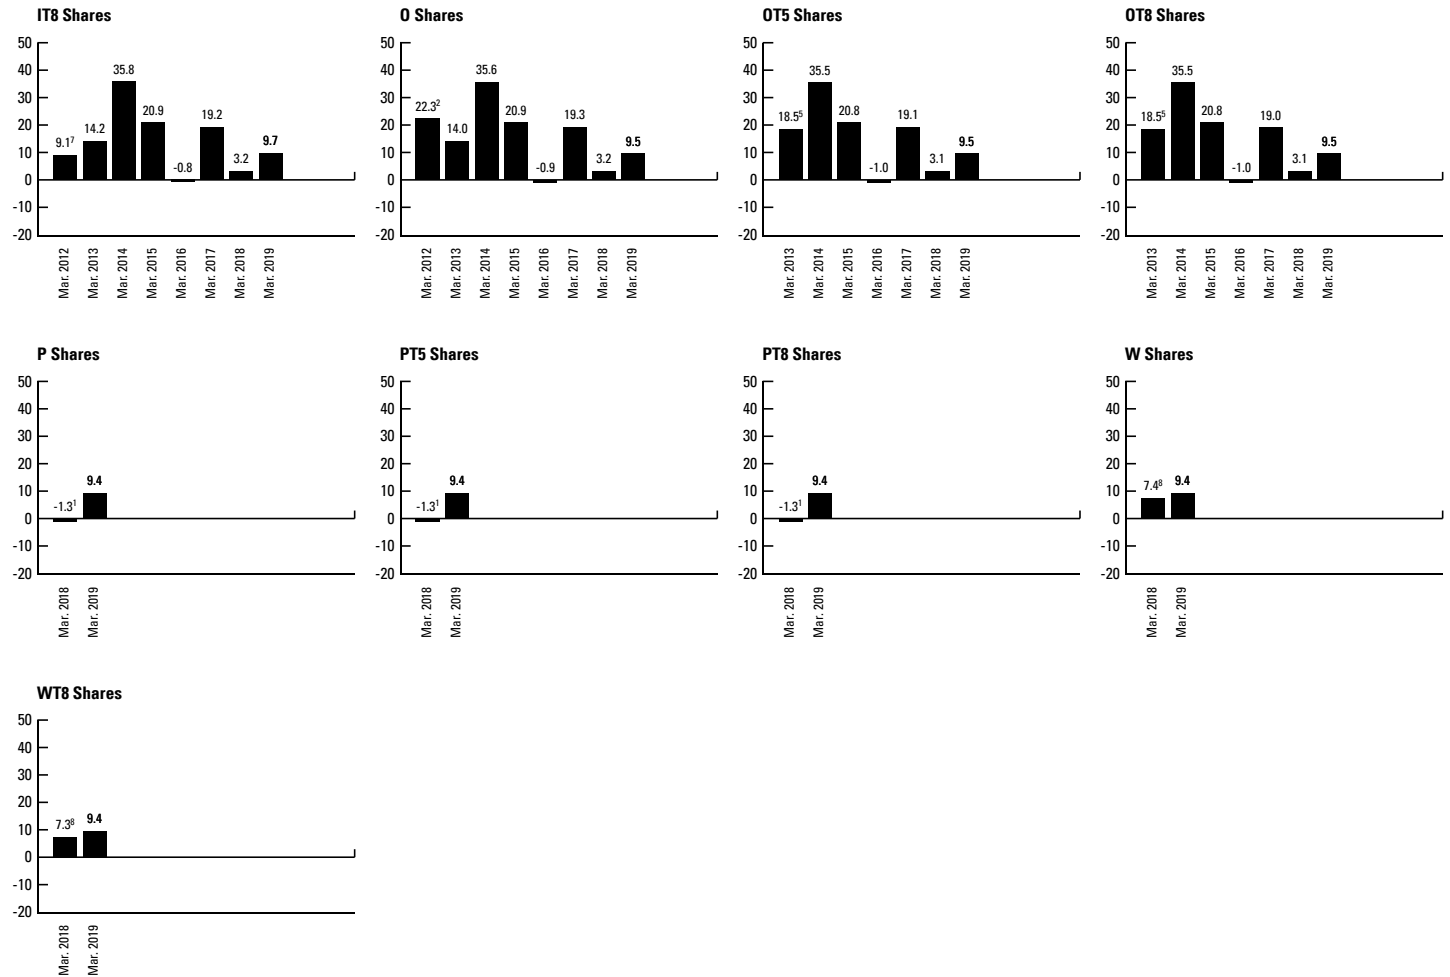 IT8 Shares
50
40
30
20
10
0
-10
-20
9.1⁷
14.2
35.8
20.9
-0.8
19.2
3.2
9.7
Mar. 2012
Mar. 2013
Mar. 2014
Mar. 2015
Mar. 2016
Mar. 2017
Mar. 2018
Mar. 2019
O Shares
50
40
30
20
10
0
-10
-20
22.3²
14.0
35.6
20.9
-0.9
19.3
3.2
9.5
Mar. 2012
Mar. 2013
Mar. 2014
Mar. 2015
Mar. 2016
Mar. 2017
Mar. 2018
Mar. 2019
OT5 Shares
50
40
30
20
10
0
-10
-20
18.5⁵
35.5
20.8
-1.0
19.1
3.1
9.5
Mar. 2013
Mar. 2014
Mar. 2015
Mar. 2016
Mar. 2017
Mar. 2018
Mar. 2019
OT8 Shares
50
40
30
20
10
0
-10
-20
18.5⁵
35.5
20.8
-1.0
19.0
3.1
9.5
Mar. 2013
Mar. 2014
Mar. 2015
Mar. 2016
Mar. 2017
Mar. 2018
Mar. 2019
P Shares
50
40
30
20
10
0
-10
-20
-1.3¹
9.4
Mar. 2018
Mar. 2019
PT5 Shares
50
40
30
20
10
0
-10
-20
-1.3¹
9.4
Mar. 2018
Mar. 2019
PT8 Shares
50
40
30
20
10
0
-10
-20
-1.3¹
9.4
Mar. 2018
Mar. 2019
W Shares
50
40
30
20
10
0
-10
-20
7.4⁸
9.4
Mar. 2018
Mar. 2019
WT8 Shares
50
40
30
20
10
0
-10
-20
7.3⁸
9.4
Mar. 2018
Mar. 2019